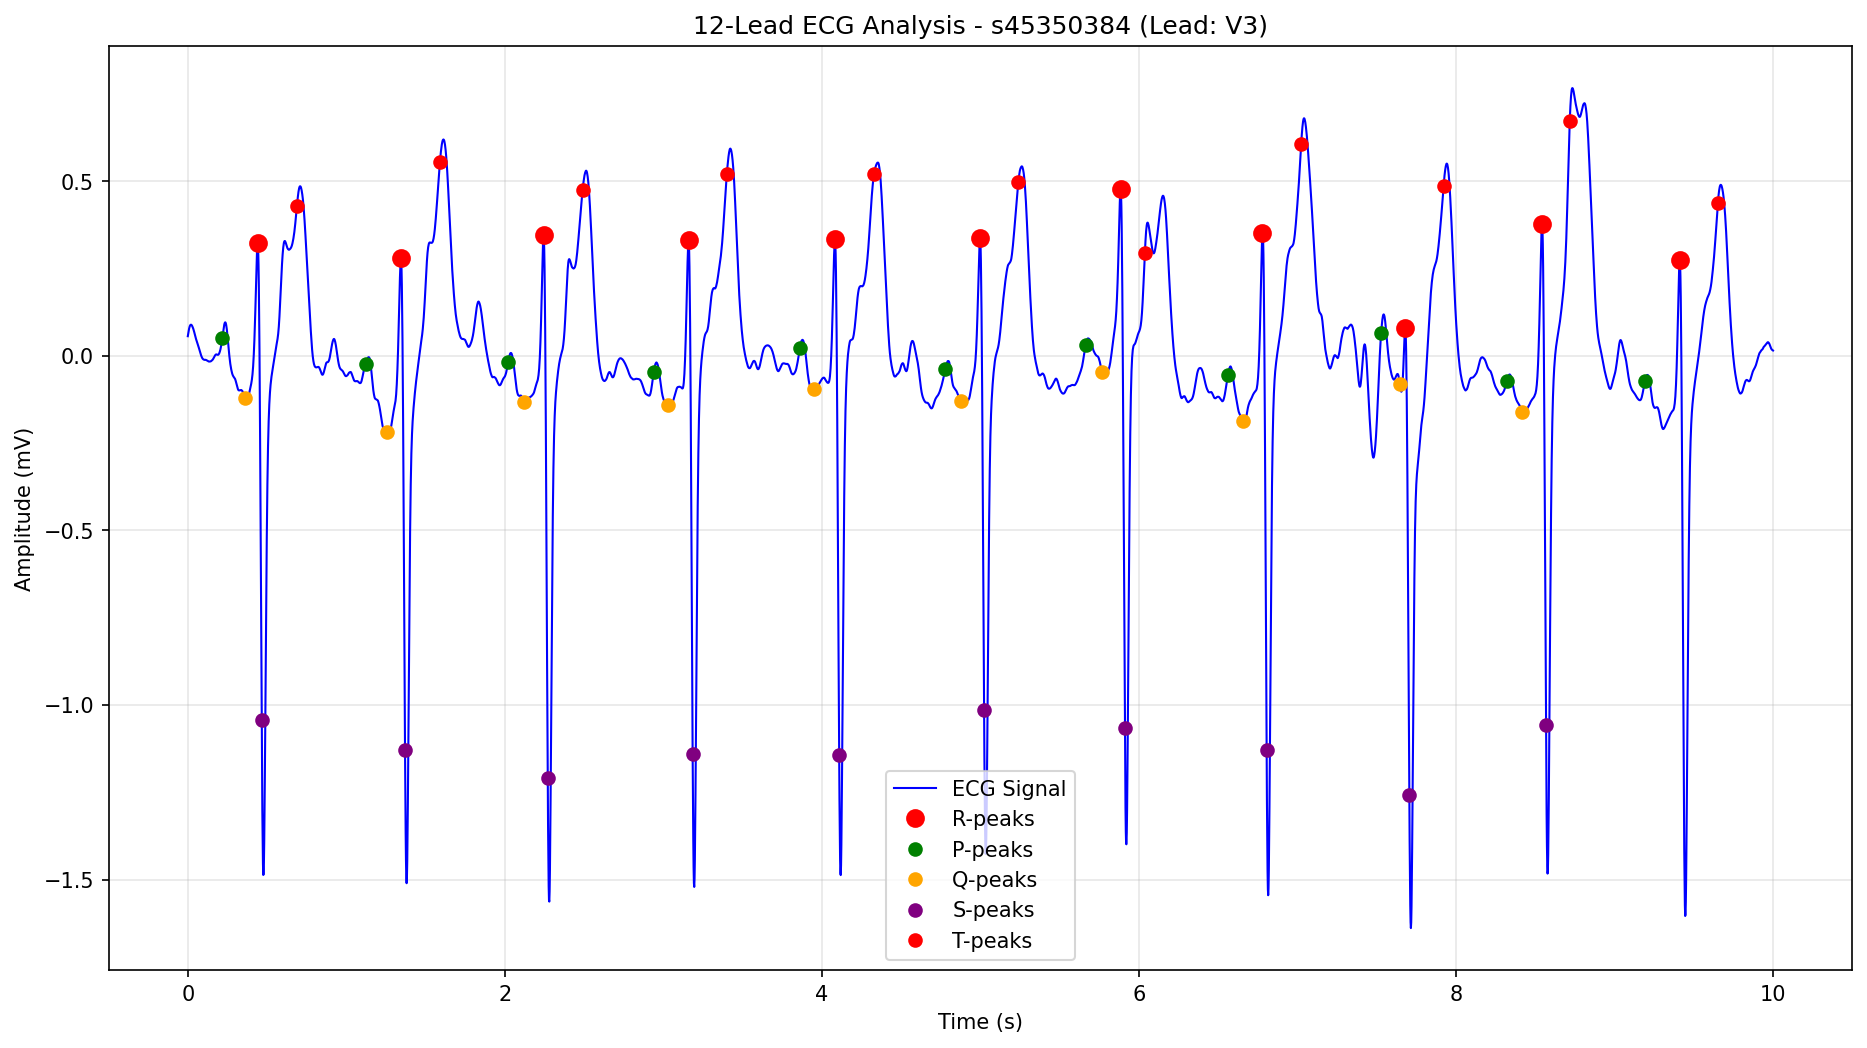 12-Lead ECG Analysis - s45350384 (Lead: V3)
Amplitude (mV)
0.5
0.0
−0.5
−1.0
−1.5
ECG Signal
R-peaks
P-peaks
Q-peaks
S-peaks
T-peaks
0 2 4 6 8 10
Time (s)